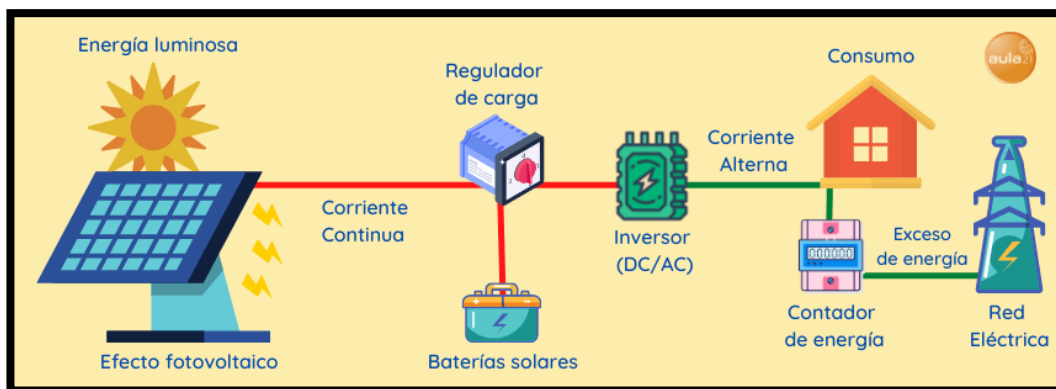 Energía luminosa
Efecto fotovoltaico
Corriente
Continua
Regulador
de carga
Baterías solares
Inversor
(DC/AC)
Corriente
Alterna
Consumo
000000
Contador
de energía
Exceso
de energía
Red
Eléctrica
aula21